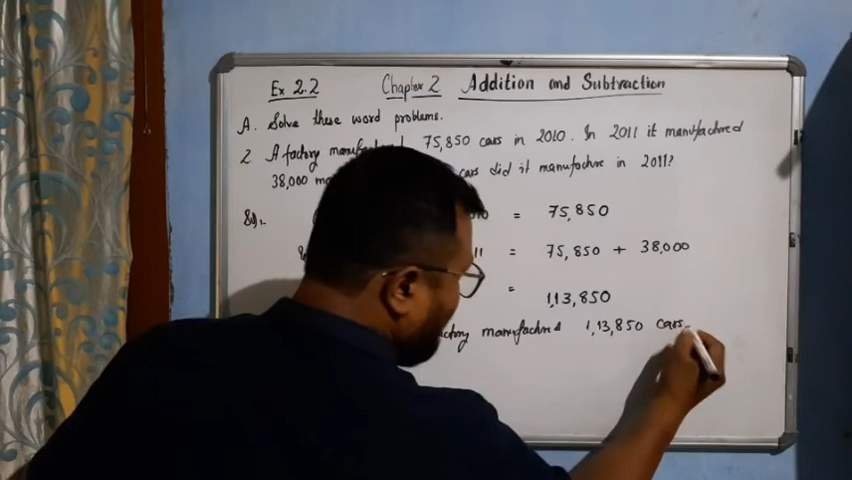 Ex 2.2 Chapter 2 Addition and Subtraction
A. Solve these word problems.
2. A factory 75,850 cars in 2010. In 2011 it manufactured
38,000 cars did it manufacture in 2011?
Sol. = 75,850
11 = 75,850 + 38,000
= 1,13,850
manufactured 1,13,850 cars